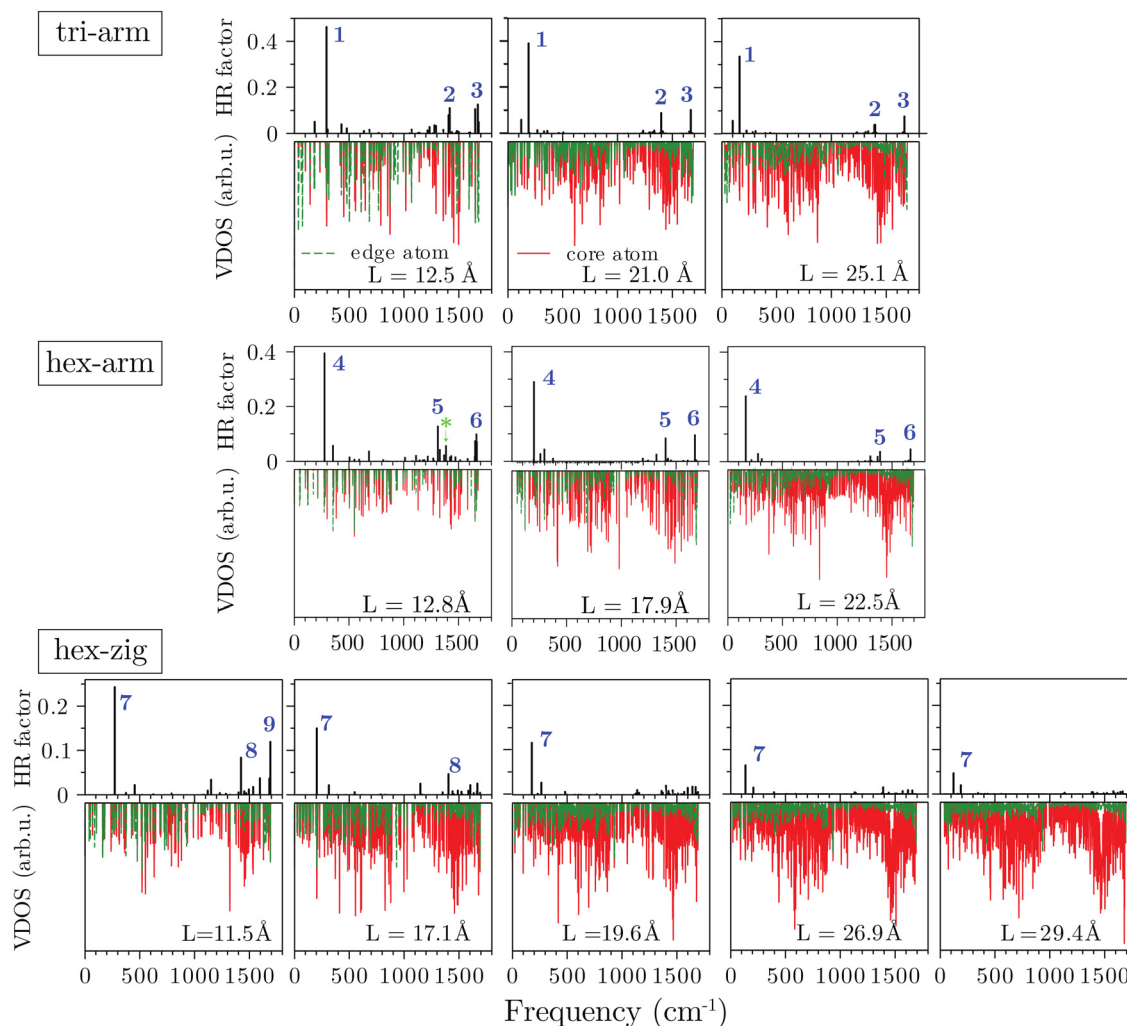 tri-arm
HR factor
0.4
0.2
0
1
2
3
1
2
3
1
2
3
VDOS (arb.u.)
edge atom
core atom
L = 12.5 Å
L = 21.0 Å
L = 25.1 Å
0 500 1000 1500
0 500 1000 1500
0 500 1000 1500
hex-arm
HR factor
0.4
0.2
0
4
5
*
6
4
5
6
4
5
6
VDOS (arb.u.)
L = 12.8Å
L = 17.9Å
L = 22.5Å
0 500 1000 1500
0 500 1000 1500
0 500 1000 1500
hex-zig
HR factor
0.2
0.1
0
7
8
9
7
8
7
7
7
VDOS (arb.u.)
L=11.5Å
L = 17.1Å
L =19.6Å
L = 26.9Å
L = 29.4Å
0 500 1000 1500
0 500 1000 1500
0 500 1000 1500
0 500 1000 1500
0 500 1000 1500
Frequency (cm⁻¹)